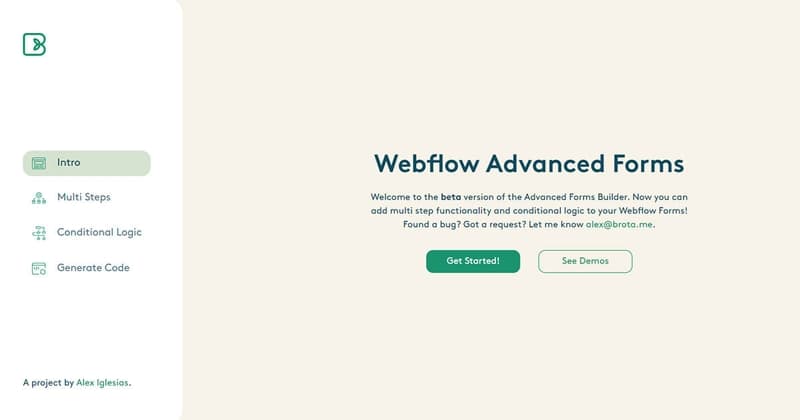 B
Intro
Multi Steps
Conditional Logic
Generate Code
A project by Alex Iglesias.
Webflow Advanced Forms
Welcome to the beta version of the Advanced Forms Builder. Now you can
add multi step functionality and conditional logic to your Webflow Forms!
Found a bug? Got a request? Let me know alex@brota.me.
Get Started!
See Demos